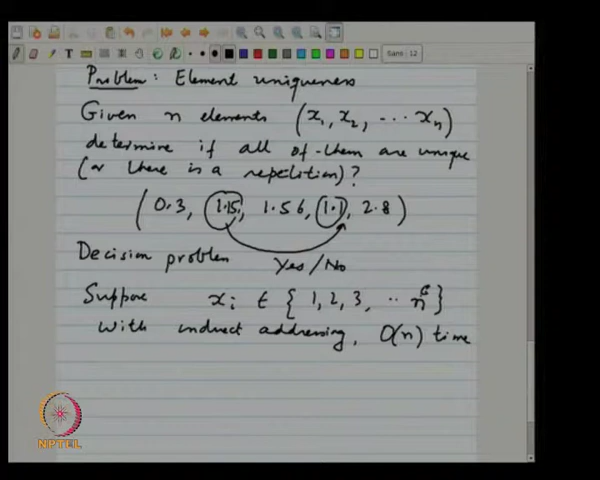 Sans 12
Problem: Element uniqueness
Given n elements (x₁, x₂, ··· xₙ)
determine if all of them are unique
(or there is a repetition)?
(0.3, 1.15, 1.56, 1.1, 2.8)
Decision problem Yes/No
Suppose xᵢ ∈ {1, 2, 3, ·· nᶜ}
With indirect addressing, O(n) time
NPTEL